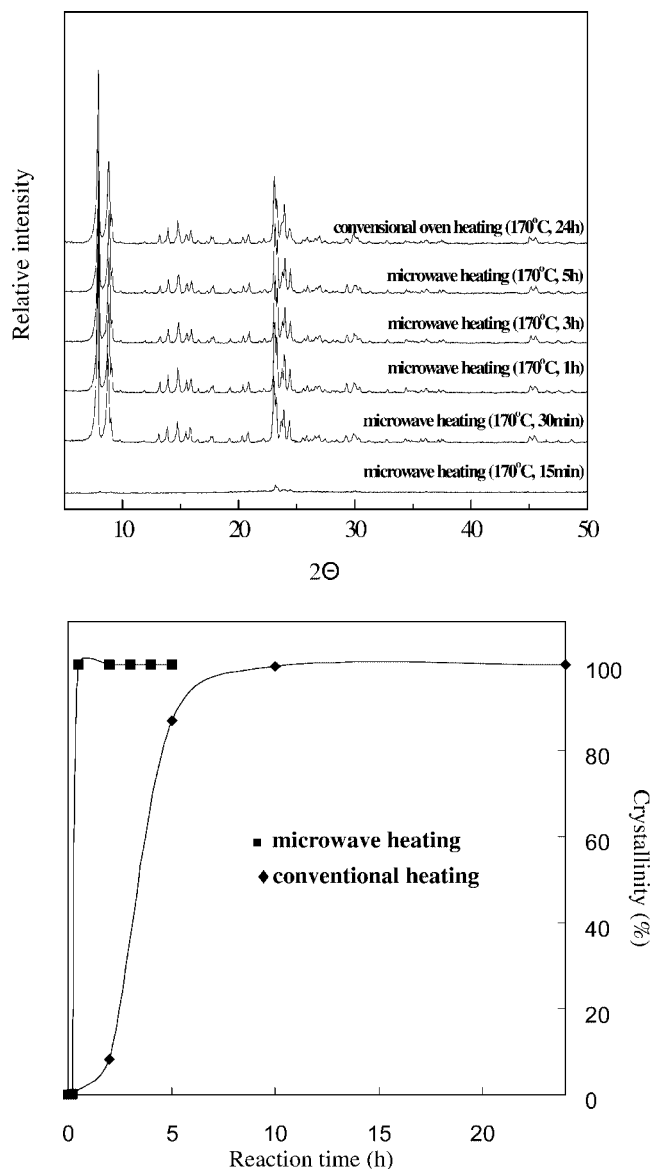 Relative intensity
convensional oven heating (170°C, 24h)
microwave heating (170°C, 5h)
microwave heating (170°C, 3h)
microwave heating (170°C, 1h)
microwave heating (170°C, 30min)
microwave heating (170°C, 15min)
10 20 30 40 50
2Θ
100
80
60
40
20
0
Crystallinity (%)
microwave heating
conventional heating
0 5 10 15 20
Reaction time (h)